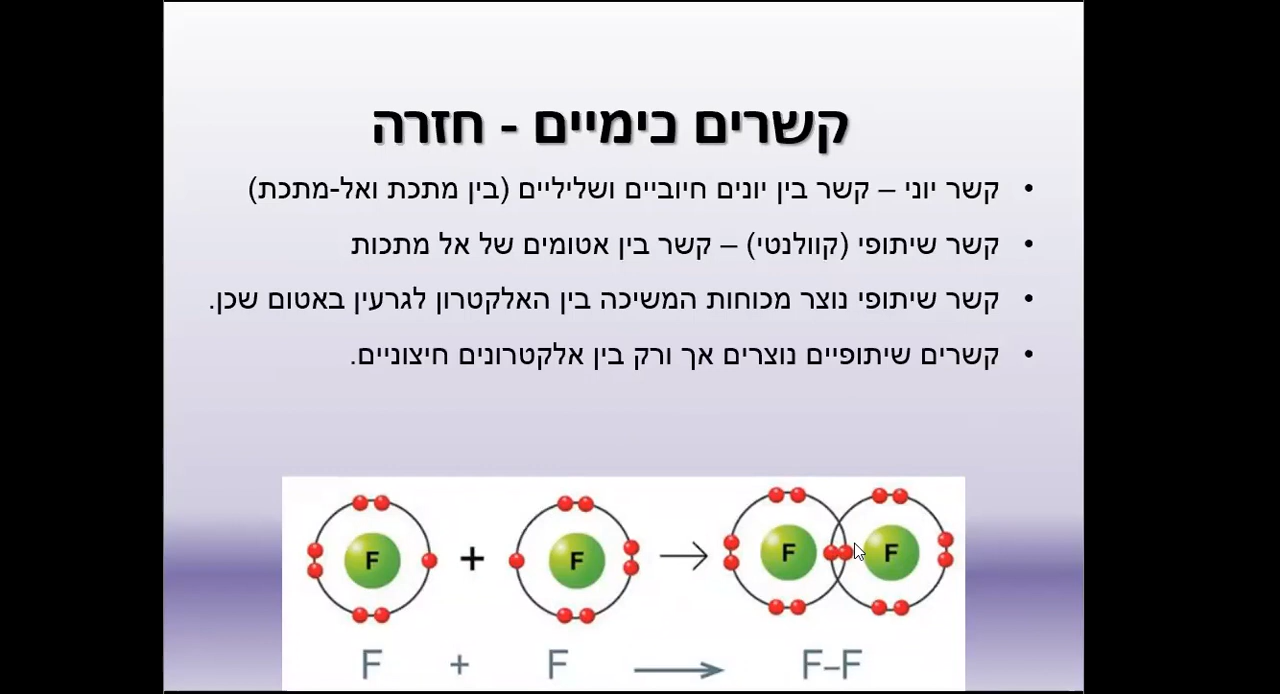 קשרים כימיים - חזרה
• קשר יוני – קשר בין יונים חיוביים ושליליים (בין מתכת ואל-מתכת)
• קשר שיתופי (קוולנטי) – קשר בין אטומים של אל מתכות
• קשר שיתופי נוצר מכוחות המשיכה בין האלקטרון לגרעין באטום שכן.
• קשרים שיתופיים נוצרים אך ורק בין אלקטרונים חיצוניים.
F + F → F F
F + F → F–F